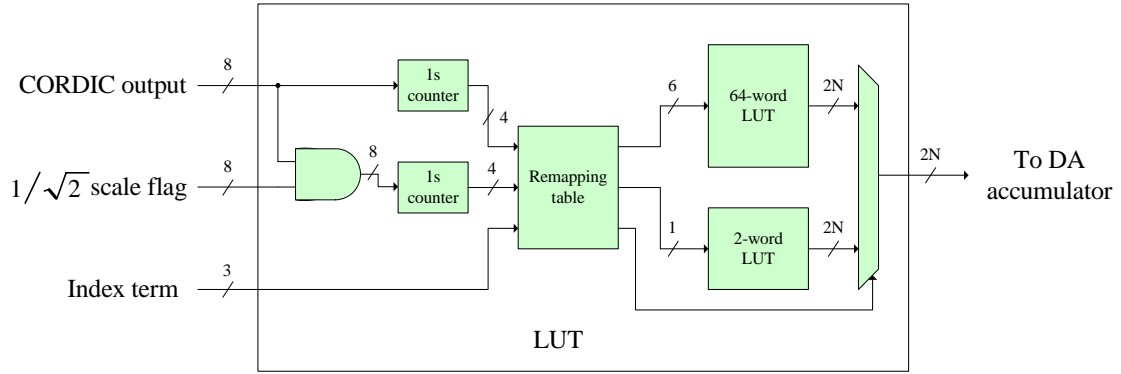 CORDIC output
8
1s
counter
4
6
64-word
LUT
2N
1/√2 scale flag
8
8
1s
counter
4
Remapping
table
2N
To DA
accumulator
1
2-word
LUT
2N
Index term
3
LUT